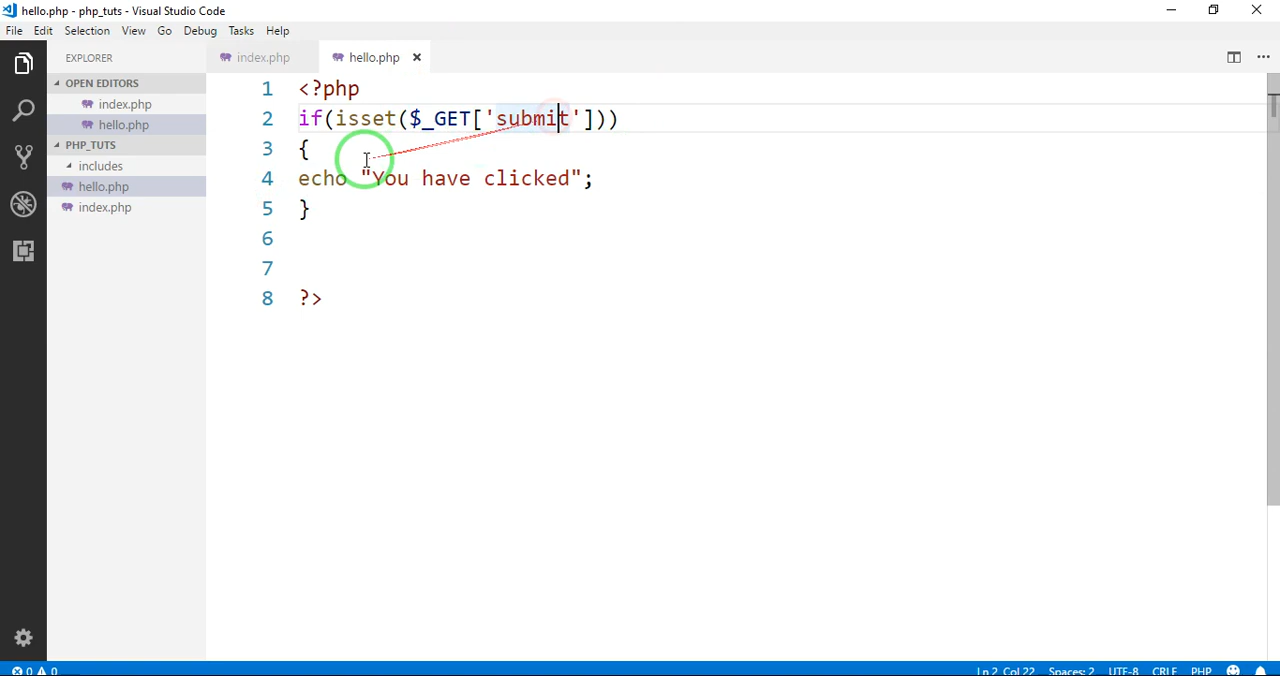 hello.php - php_tuts - Visual Studio Code
File Edit Selection View Go Debug Tasks Help
EXPLORER
index.php
hello.php
OPEN EDITORS
index.php
hello.php
PHP_TUTS
includes
hello.php
index.php
1 <?php
2 if(isset($_GET['submit']))
3 {
4 echo "You have clicked";
5 }
6
7
8 ?>
0 0 Ln 2, Col 22 Spaces: 2 UTF-8 CRLF PHP